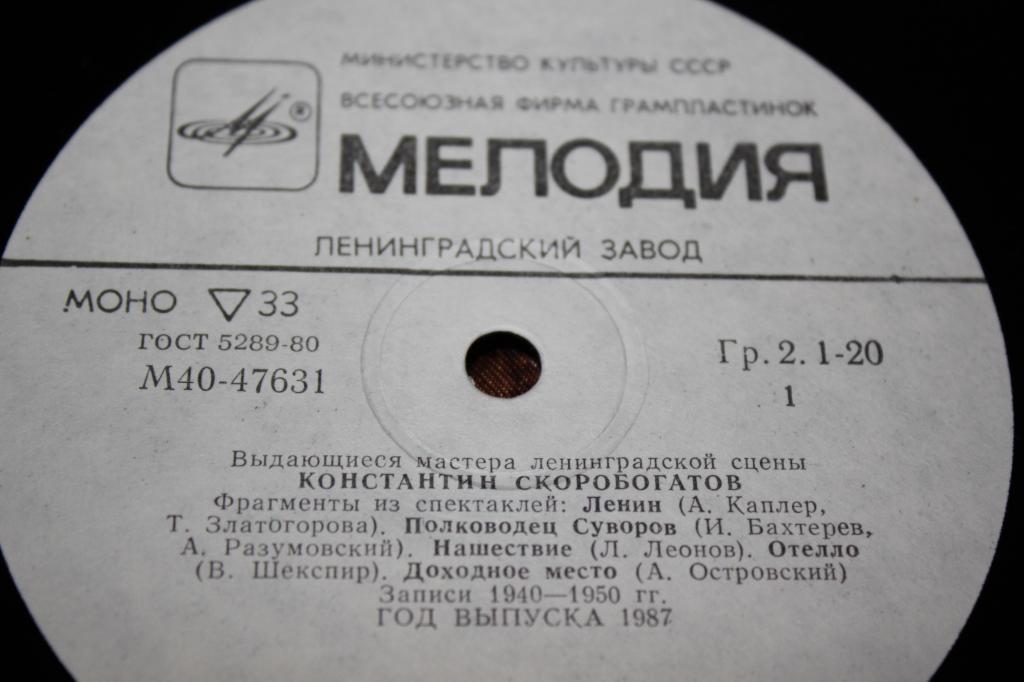 МИНИСТЕРСТВО КУЛЬТУРЫ СССР
ВСЕСОЮЗНАЯ ФИРМА ГРАМПЛАСТИНОК
®
МЕЛОДИЯ
ЛЕНИНГРАДСКИЙ ЗАВОД
МОНО ▽ 33
ГОСТ 5289-80
М40-47631
Гр. 2. 1-20
1
Выдающиеся мастера ленинградской сцены
КОНСТАНТИН СКОРОБОГАТОВ
Фрагменты из спектаклей: Ленин (А. Каплер,
Т. Златогорова). Полководец Суворов (И. Бахтерев,
А. Разумовский). Нашествие (Л. Леонов). Отелло
(В. Шекспир). Доходное место (А. Островский)
Записи 1940—1950 гг.
ГОД ВЫПУСКА 1987